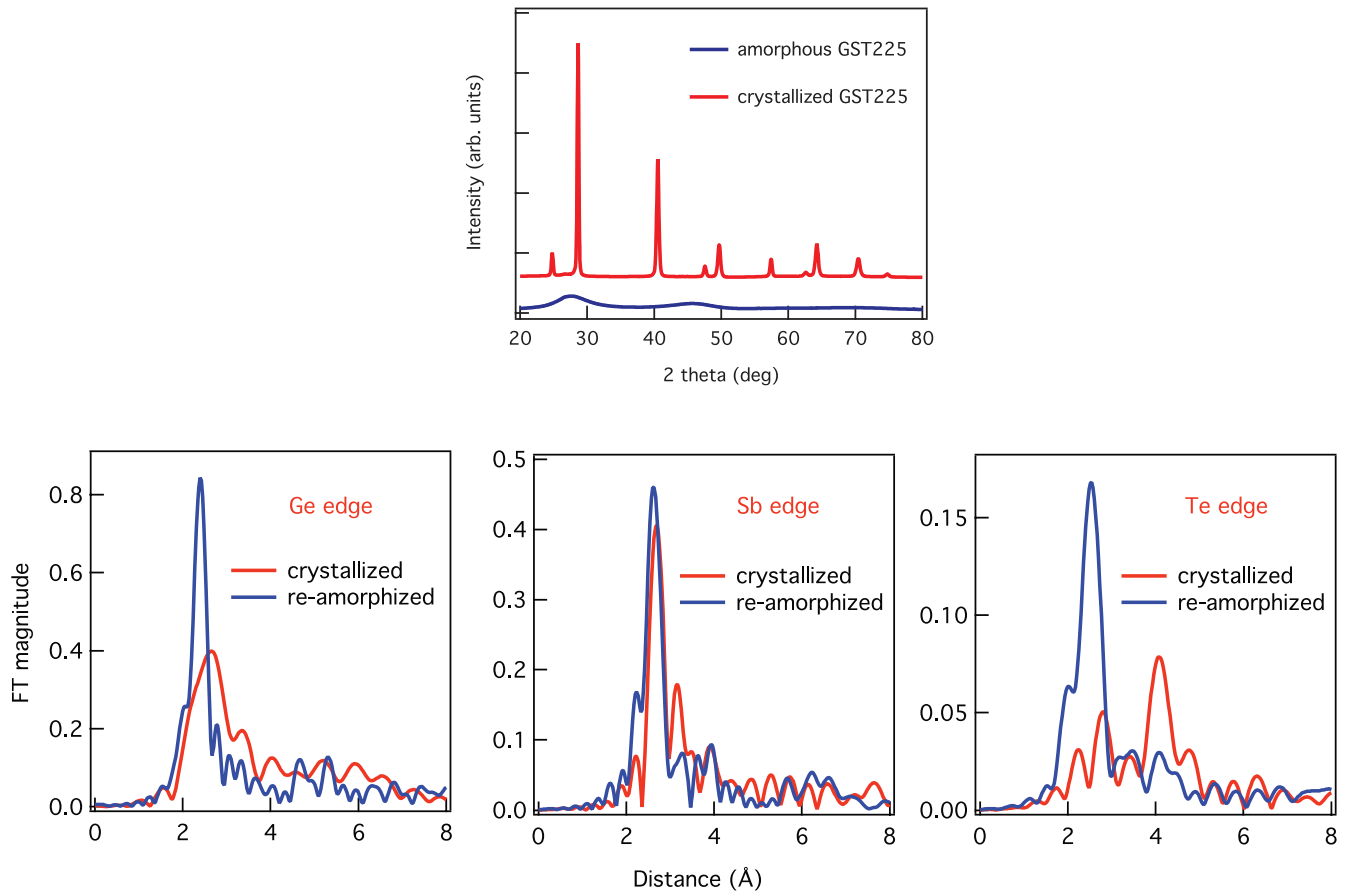 amorphous GST225
crystallized GST225
Intensity (arb. units)
20 30 40 50 60 70 80
2 theta (deg)
Ge edge
crystallized
re-amorphized
FT magnitude
0.8
0.6
0.4
0.2
0.0
0 2 4 6 8
Sb edge
crystallized
re-amorphized
0.5
0.4
0.3
0.2
0.1
0.0
0 2 4 6 8
Te edge
crystallized
re-amorphized
0.15
0.10
0.05
0.00
0 2 4 6 8
Distance (Å)